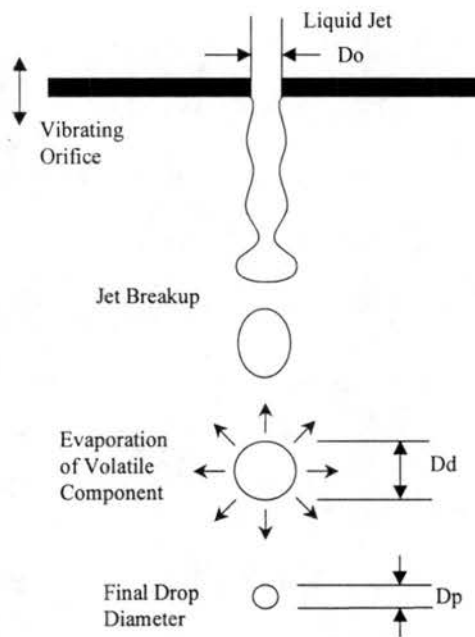 Liquid Jet
Do
Vibrating
Orifice
Jet Breakup
Evaporation
of Volatile
Component
Dd
Final Drop
Diameter
Dp